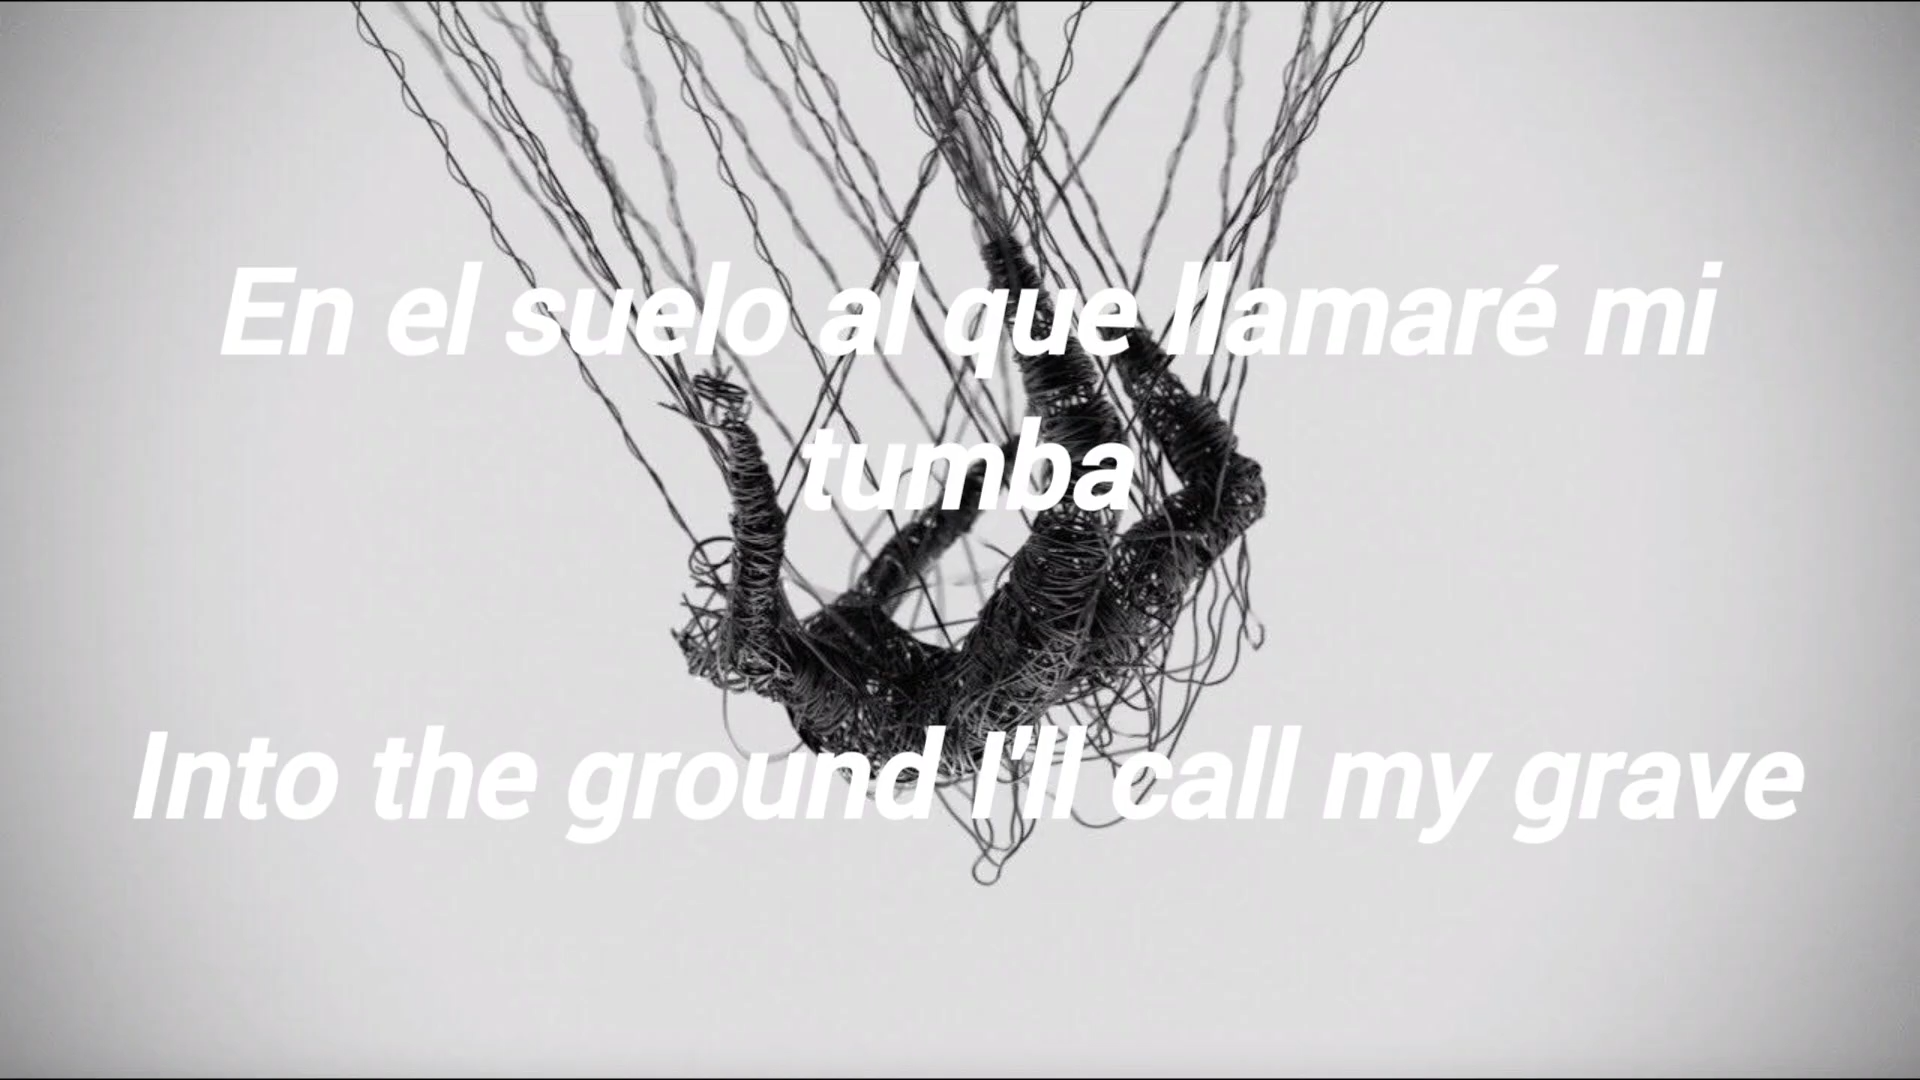 En el suelo al que llamaré mi
tumba
Into the ground I'll call my grave